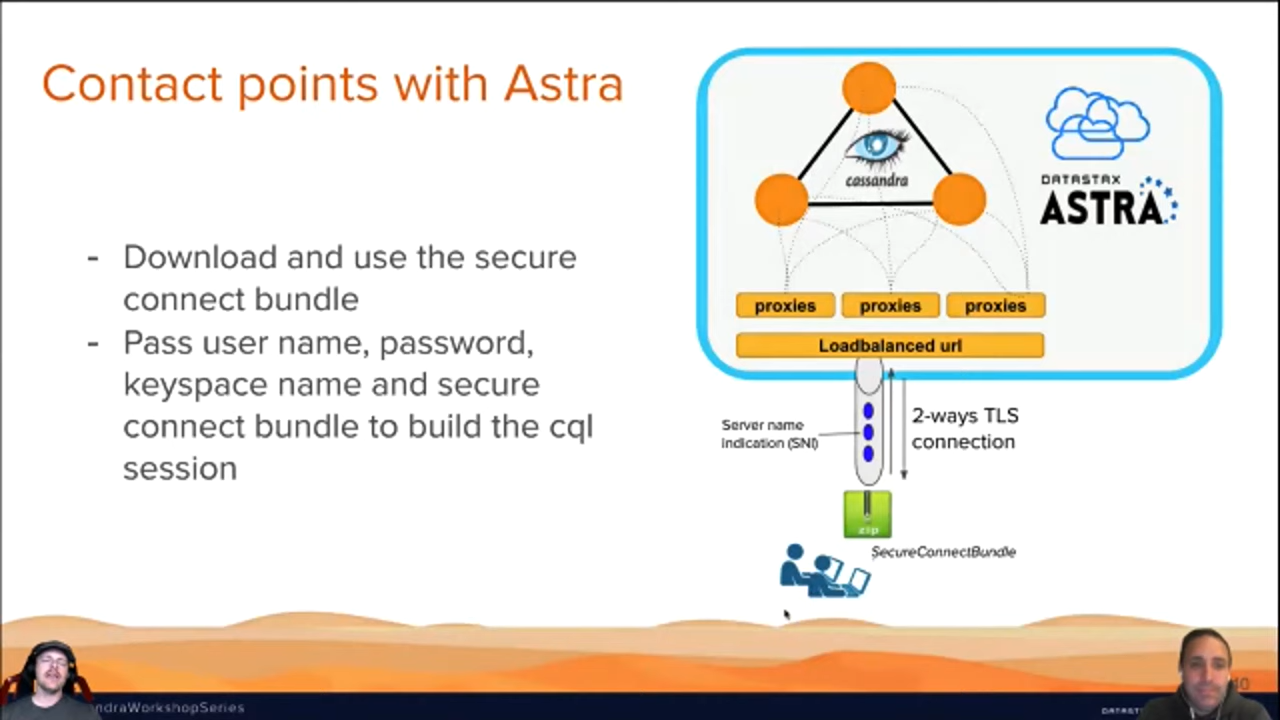 Contact points with Astra
- Download and use the secure
connect bundle
- Pass user name, password,
keyspace name and secure
connect bundle to build the cql
session
cassandra
DATASTAX
ASTRA
proxies proxies proxies
Loadbalanced url
Server name
indication (SNI)
2-ways TLS
connection
zip
SecureConnectBundle
ndraWorkshopSeries
DATAST
40